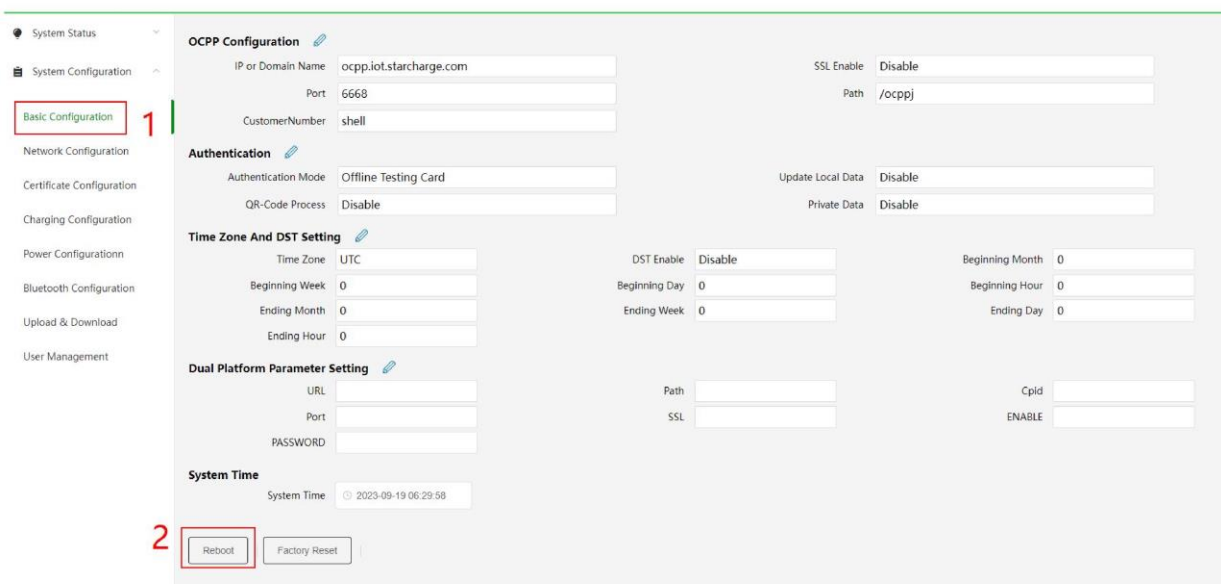 System Status
System Configuration
Basic Configuration
1
Network Configuration
Certificate Configuration
Charging Configuration
Power Configurationn
Bluetooth Configuration
Upload & Download
User Management
OCPP Configuration
IP or Domain Name ocpp.iot.starcharge.com SSL Enable Disable
Port 6668 Path /ocppj
CustomerNumber shell
Authentication
Authentication Mode Offline Testing Card Update Local Data Disable
QR-Code Process Disable Private Data Disable
Time Zone And DST Setting
Time Zone UTC DST Enable Disable Beginning Month 0
Beginning Week 0 Beginning Day 0 Beginning Hour 0
Ending Month 0 Ending Week 0 Ending Day 0
Ending Hour 0
Dual Platform Parameter Setting
URL Path Cpid
Port SSL ENABLE
PASSWORD
System Time
System Time 2023-09-19 06:29:58
2 Reboot Factory Reset